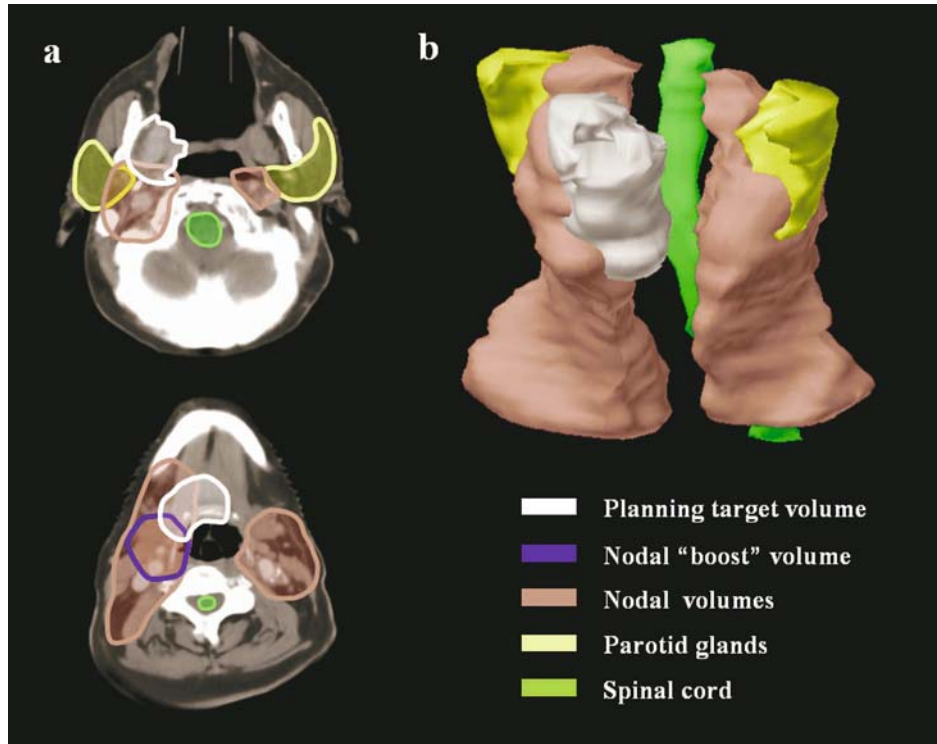 a
b
Planning target volume
Nodal “boost” volume
Nodal volumes
Parotid glands
Spinal cord